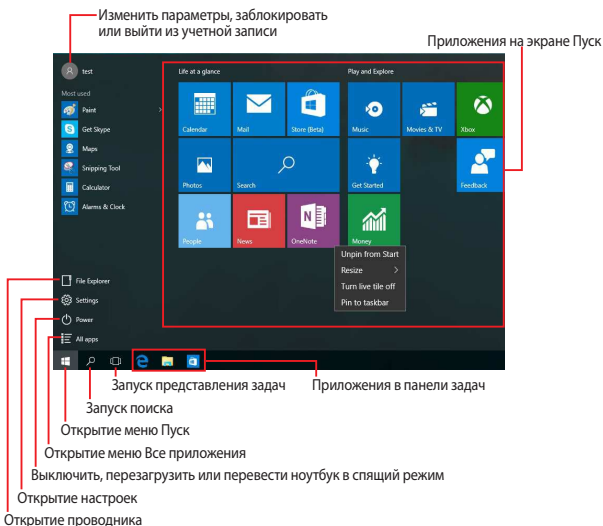 Изменить параметры, заблокировать
или выйти из учетной записи
Приложения на экране Пуск
test
Life at a glance
Play and Explore
Most used
Paint
Get Skype
Maps
Snipping Tool
Calculator
Alarms & Clock
Calendar
Mail
Store (Beta)
Music
Movies & TV
Xbox
Photos
Search
Get Started
Feedback
People
News
OneNote
Money
Unpin from Start
Resize
Turn live tile off
Pin to taskbar
File Explorer
Settings
Power
All apps
Запуск представления задач
Приложения в панели задач
Запуск поиска
Открытие меню Пуск
Открытие меню Все приложения
Выключить, перезагрузить или перевести ноутбук в спящий режим
Открытие настроек
Открытие проводника